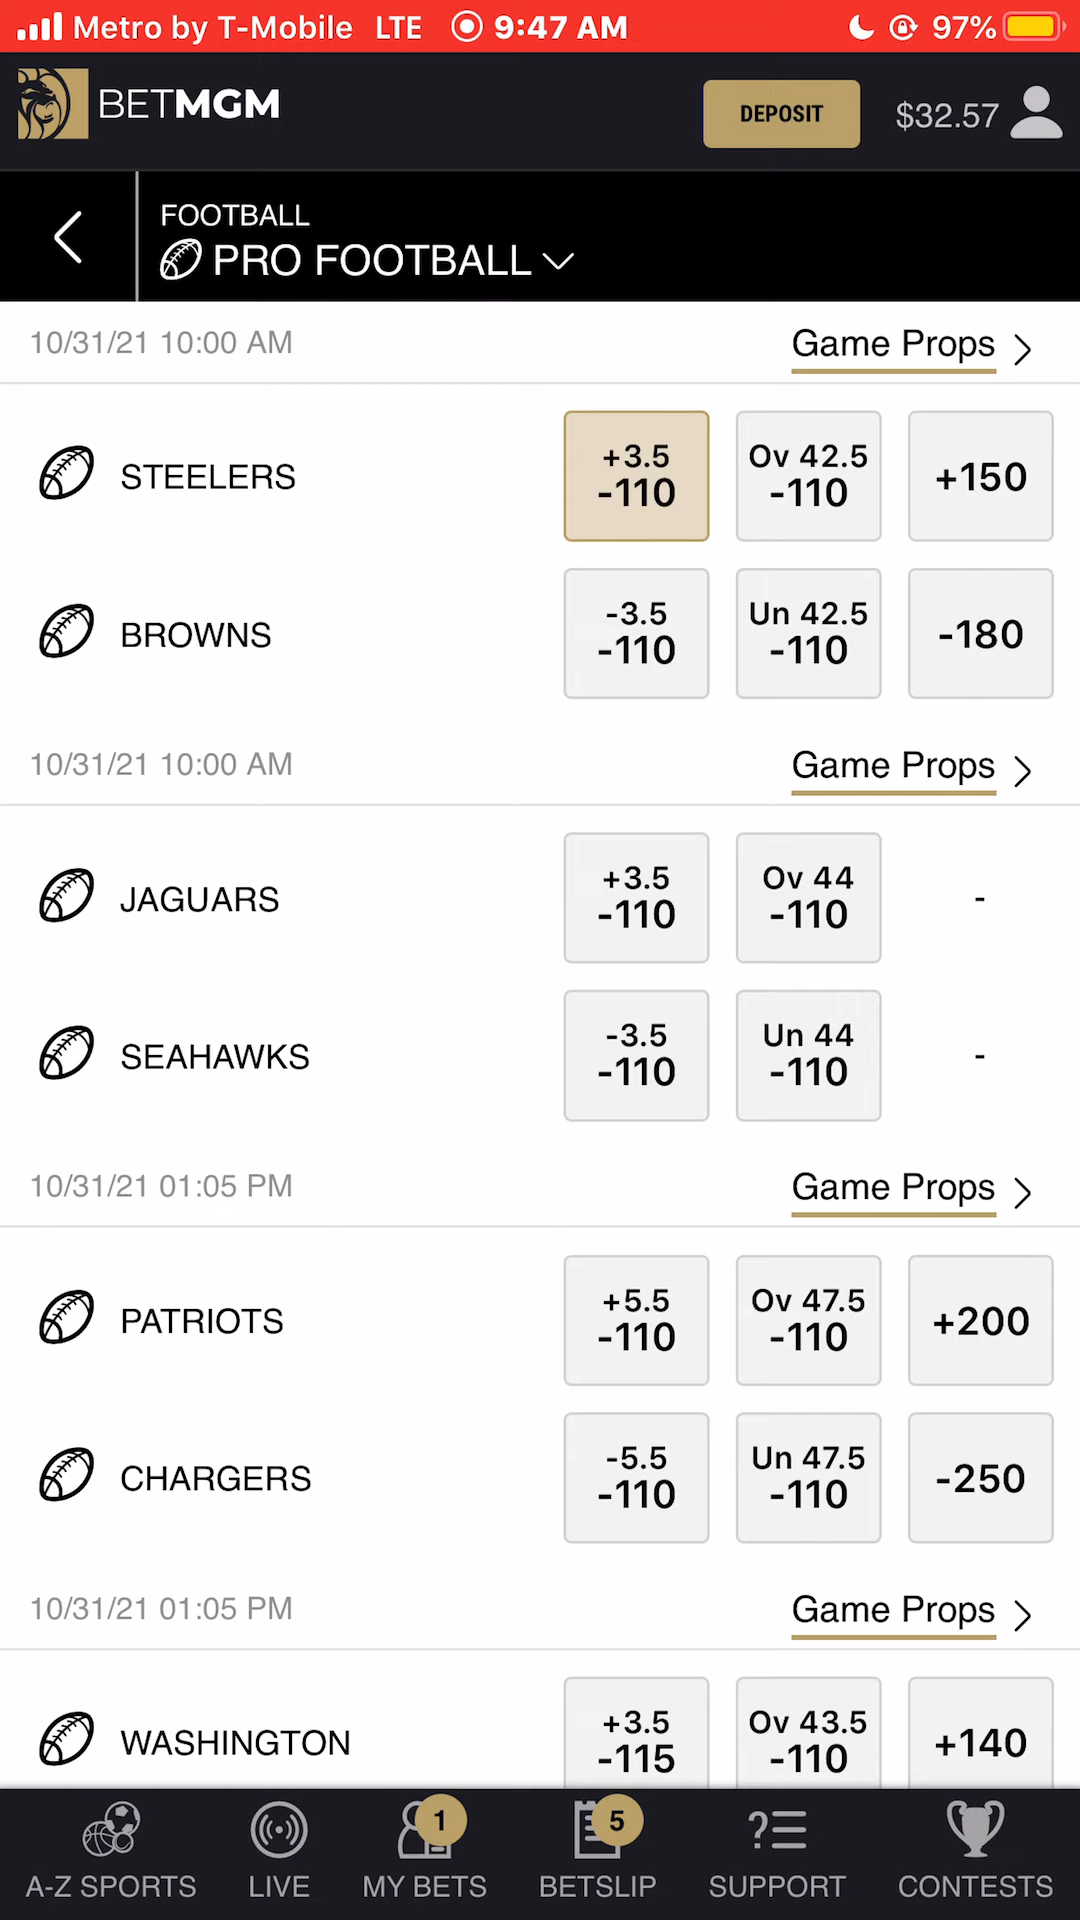 Metro by T-Mobile LTE 9:47 AM 97%
BETMGM DEPOSIT $32.57
FOOTBALL
PRO FOOTBALL
10/31/21 10:00 AM Game Props
STEELERS
+3.5 Ov 42.5 +150
-110 -110
BROWNS
-3.5 Un 42.5 -180
-110 -110
10/31/21 10:00 AM Game Props
JAGUARS
+3.5 Ov 44 -
-110 -110
SEAHAWKS
-3.5 Un 44 -
-110 -110
10/31/21 01:05 PM Game Props
PATRIOTS
+5.5 Ov 47.5 +200
-110 -110
CHARGERS
-5.5 Un 47.5 -250
-110 -110
10/31/21 01:05 PM Game Props
WASHINGTON
+3.5 Ov 43.5 +140
-115 -110
1 5 ?
A-Z SPORTS LIVE MY BETS BETSLIP SUPPORT CONTESTS